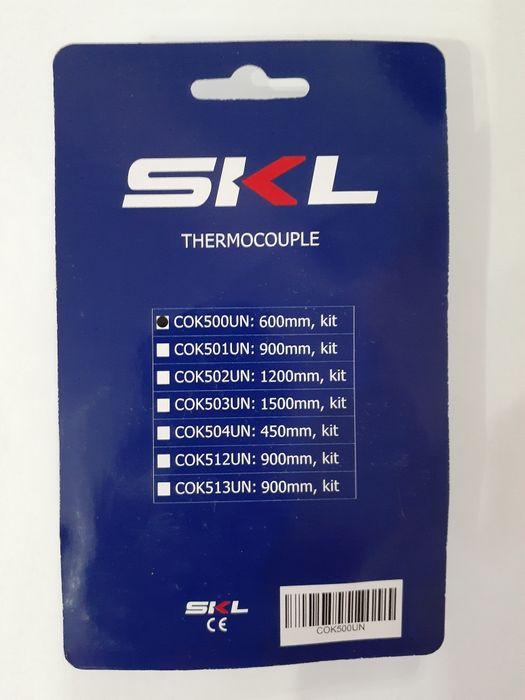 SKL
THERMOCOUPLE
COK500UN: 600mm, kit
COK501UN: 900mm, kit
COK502UN: 1200mm, kit
COK503UN: 1500mm, kit
COK504UN: 450mm, kit
COK512UN: 900mm, kit
COK513UN: 900mm, kit
SKL
CE
COK500UN